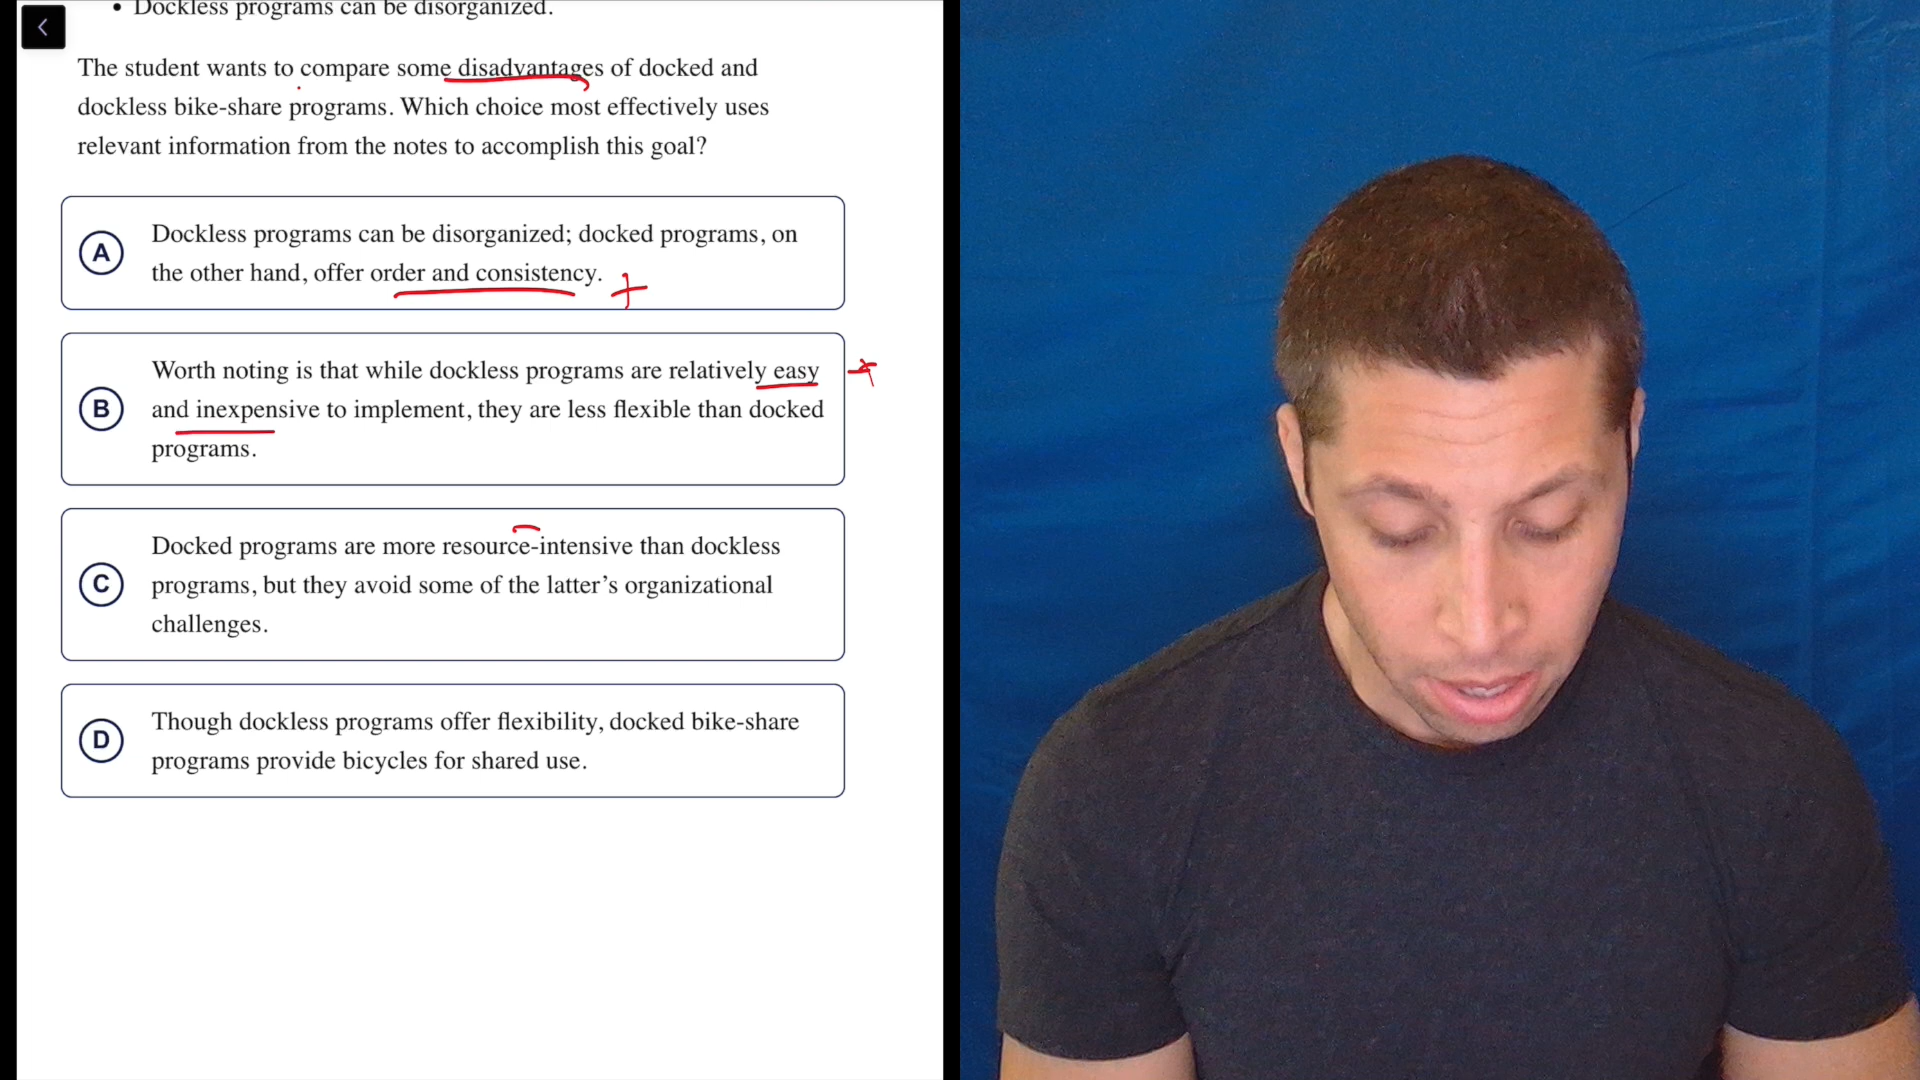 • Dockless programs can be disorganized.
The student wants to compare some disadvantages of docked and
dockless bike-share programs. Which choice most effectively uses
relevant information from the notes to accomplish this goal?
A
Dockless programs can be disorganized; docked programs, on
the other hand, offer order and consistency.
+
B
Worth noting is that while dockless programs are relatively easy
and inexpensive to implement, they are less flexible than docked
programs.
+
C
Docked programs are more resource-intensive than dockless
programs, but they avoid some of the latter’s organizational
challenges.
D
Though dockless programs offer flexibility, docked bike-share
programs provide bicycles for shared use.